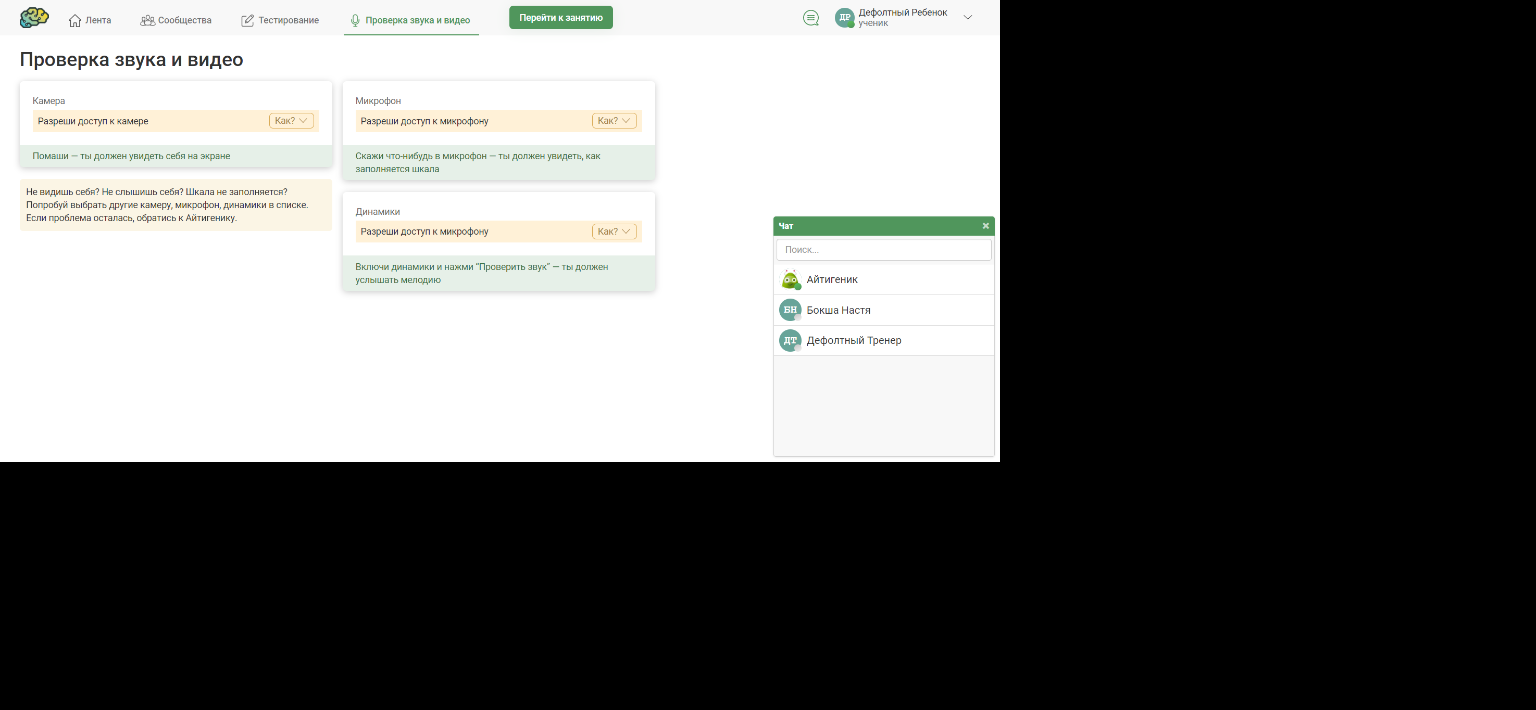 Лента
Сообщества
Тестирование
Проверка звука и видео
Перейти к занятию
ДР
Дефолтный Ребенок
ученик
Проверка звука и видео
Камера
Разреши доступ к камере
Как?
Помаши — ты должен увидеть себя на экране
Не видишь себя? Не слышишь себя? Шкала не заполняется?
Попробуй выбрать другие камеру, микрофон, динамики в списке.
Если проблема осталась, обратись к Айтигенику.
Микрофон
Разреши доступ к микрофону
Как?
Скажи что-нибудь в микрофон — ты должен увидеть, как
заполняется шкала
Динамики
Разреши доступ к микрофону
Как?
Включи динамики и нажми "Проверить звук" — ты должен
услышать мелодию
Чат
Поиск...
Айтигеник
БН
Бокша Настя
ДТ
Дефолтный Тренер